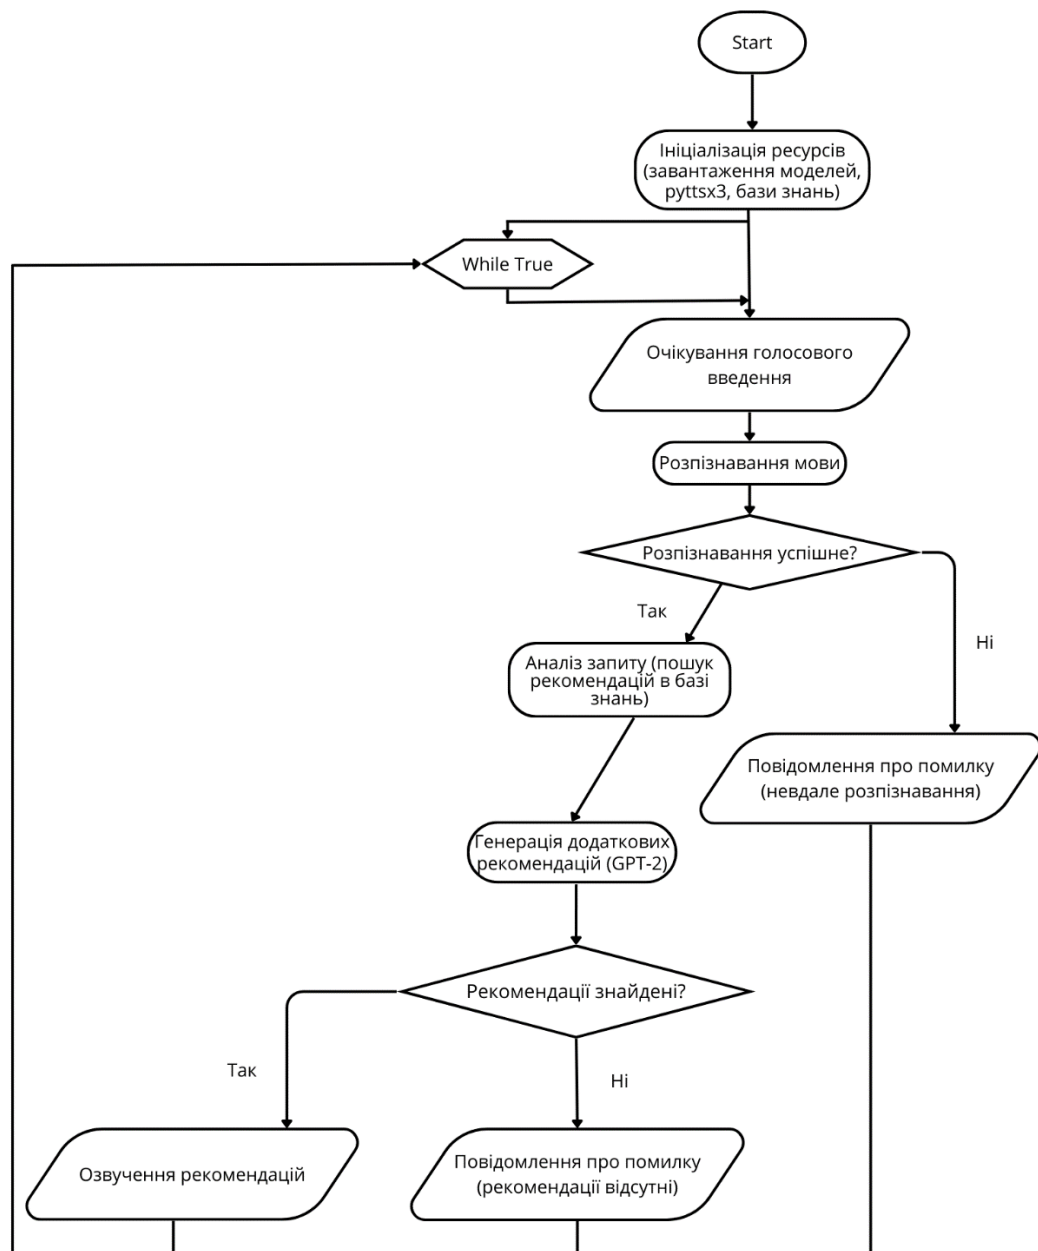 Start
Ініціалізація ресурсів
(завантаження моделей,
pyttsx3, бази знань)
While True
Очікування голосового
введення
Розпізнавання мови
Розпізнавання успішне?
Так
Ні
Аналіз запиту (пошук
рекомендацій в базі
знань)
Повідомлення про помилку
(невдале розпізнавання)
Генерація додаткових
рекомендацій (GPT-2)
Рекомендації знайдені?
Так
Ні
Озвучення рекомендацій
Повідомлення про помилку
(рекомендації відсутні)